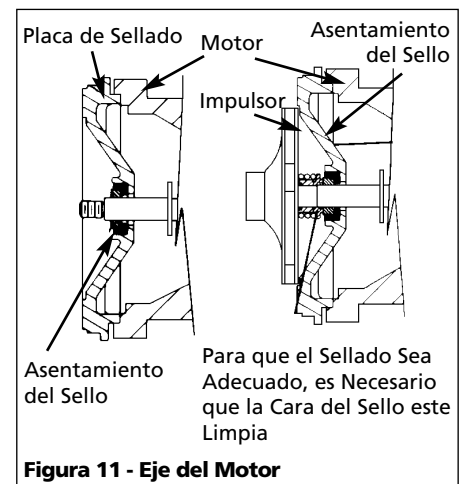 Placa de Sellado
Motor
Asentamiento
del Sello
Impulsor
Asentamiento
del Sello
Para que el Sellado Sea
Adecuado, es Necesario
que la Cara del Sello este
Limpia
Figura 11 - Eje del Motor